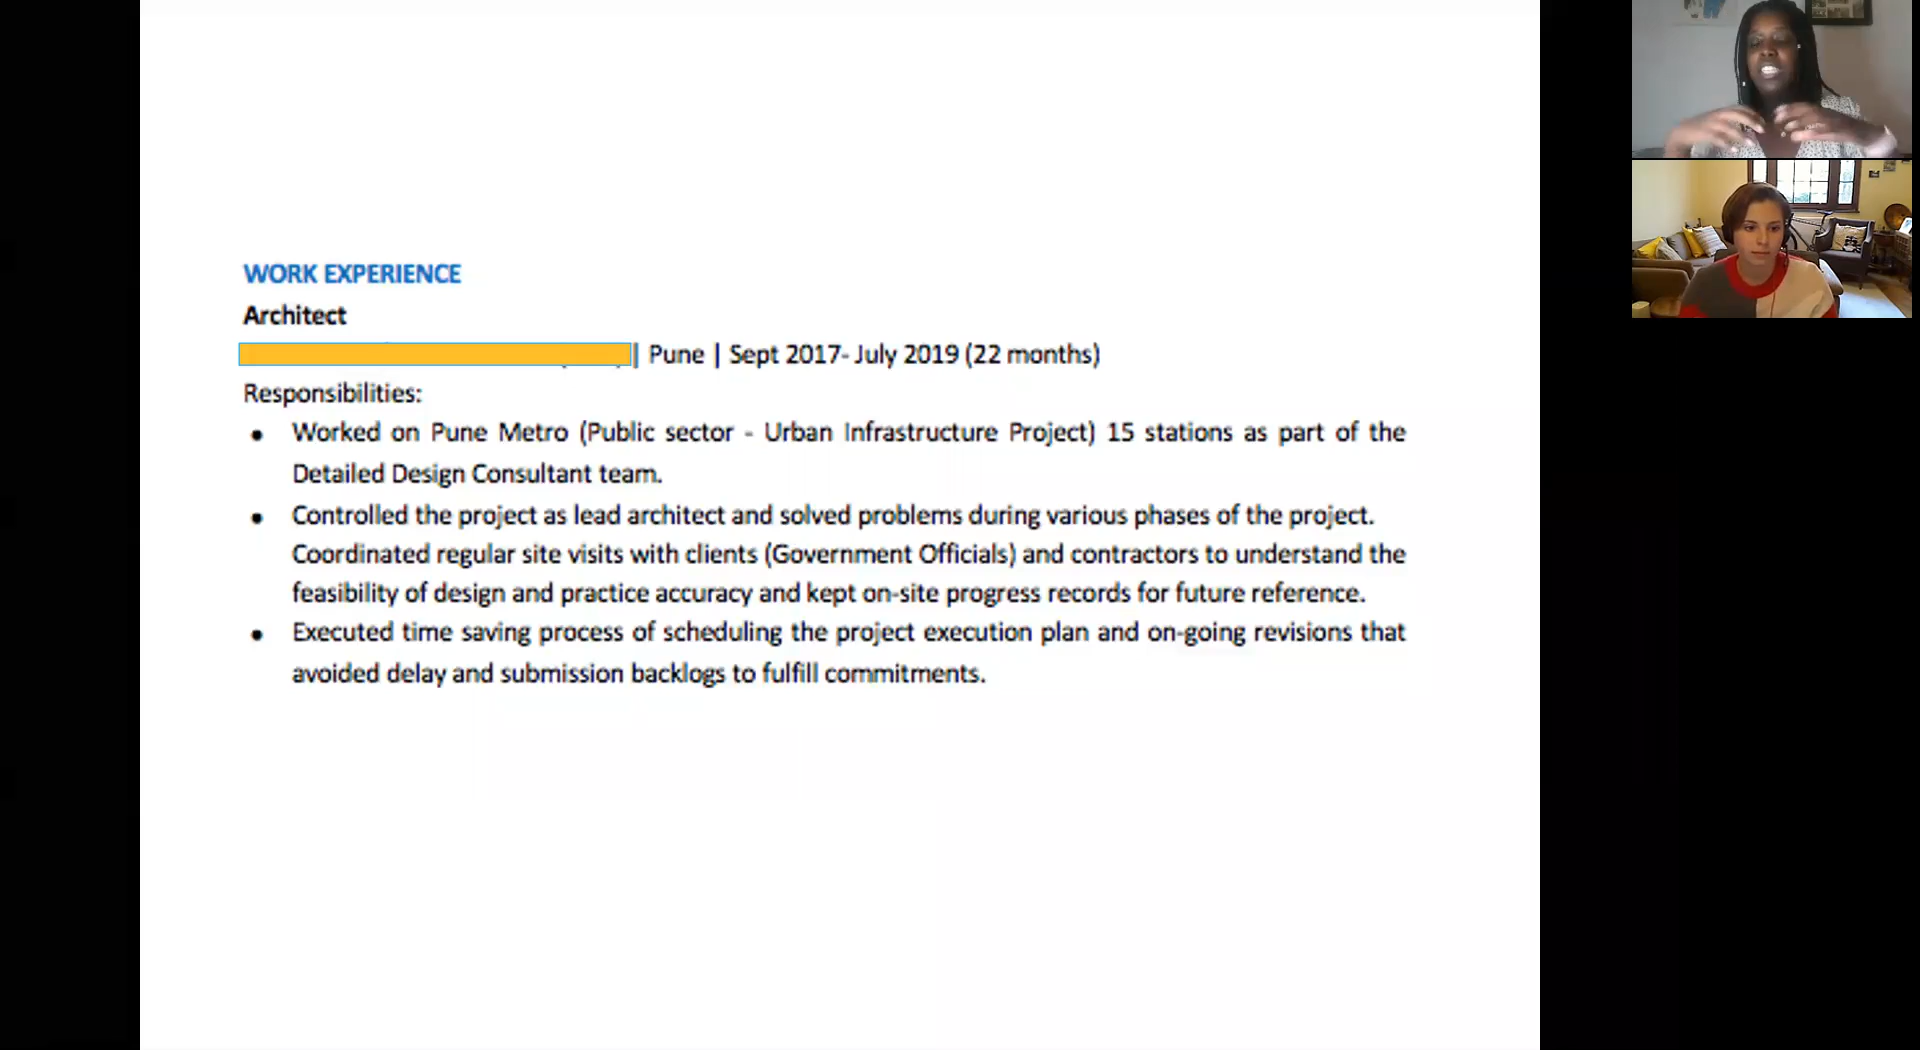 WORK EXPERIENCE
Architect
| Pune | Sept 2017- July 2019 (22 months)
Responsibilities:
• Worked on Pune Metro (Public sector - Urban Infrastructure Project) 15 stations as part of the
Detailed Design Consultant team.
• Controlled the project as lead architect and solved problems during various phases of the project.
Coordinated regular site visits with clients (Government Officials) and contractors to understand the
feasibility of design and practice accuracy and kept on-site progress records for future reference.
• Executed time saving process of scheduling the project execution plan and on-going revisions that
avoided delay and submission backlogs to fulfill commitments.